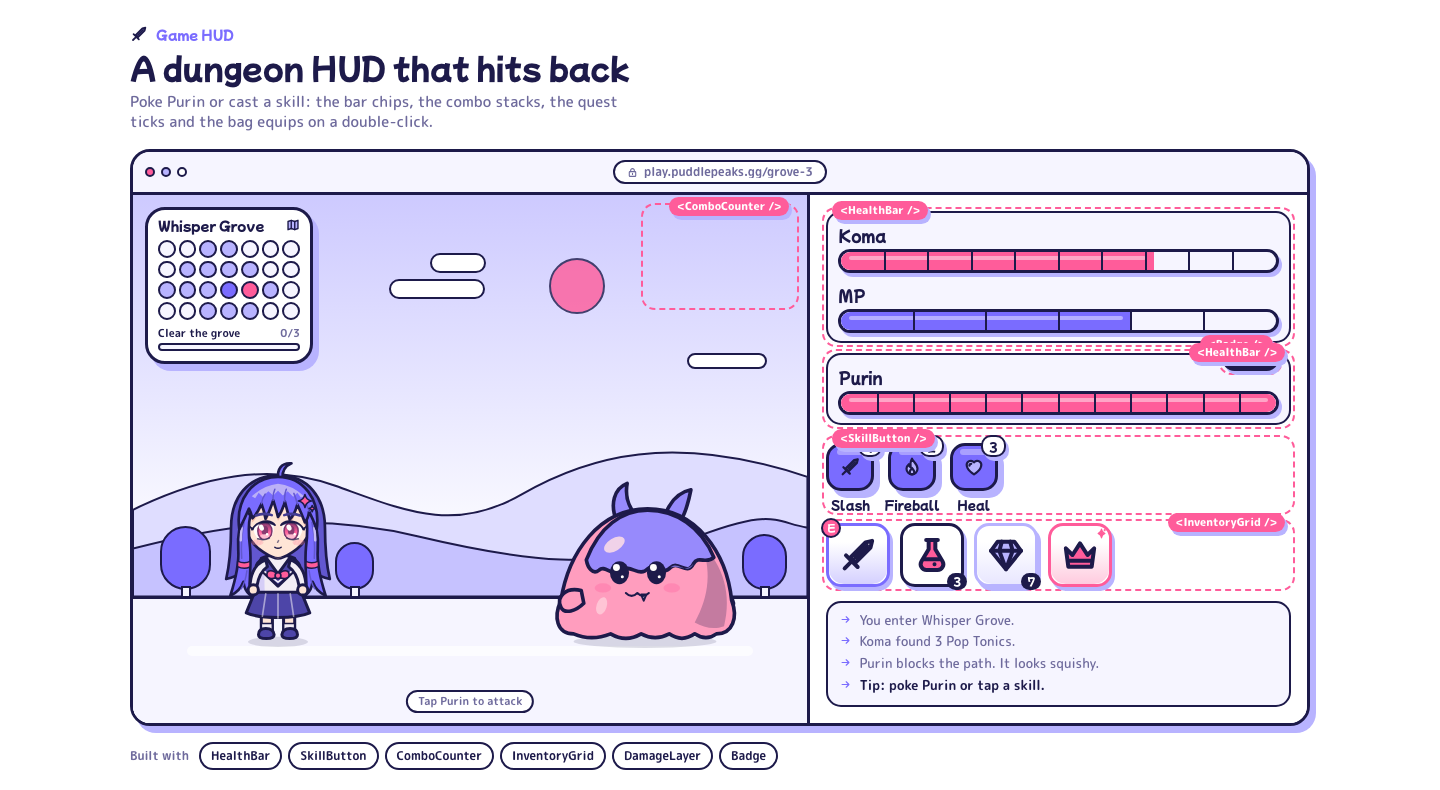 Game HUD
A dungeon HUD that hits back
Poke Purin or cast a skill: the bar chips, the combo stacks, the quest
ticks and the bag equips on a double-click.
play.puddlepeaks.gg/grove-3
Whisper Grove
Clear the grove 0/3
<ComboCounter />
Tap Purin to attack
<HealthBar />
Koma
MP
<HealthBar />
Purin
<SkillButton />
3
Slash Fireball Heal
<InventoryGrid />
E
3 7
→ You enter Whisper Grove.
→ Koma found 3 Pop Tonics.
→ Purin blocks the path. It looks squishy.
→ Tip: poke Purin or tap a skill.
Built with HealthBar SkillButton ComboCounter InventoryGrid DamageLayer Badge